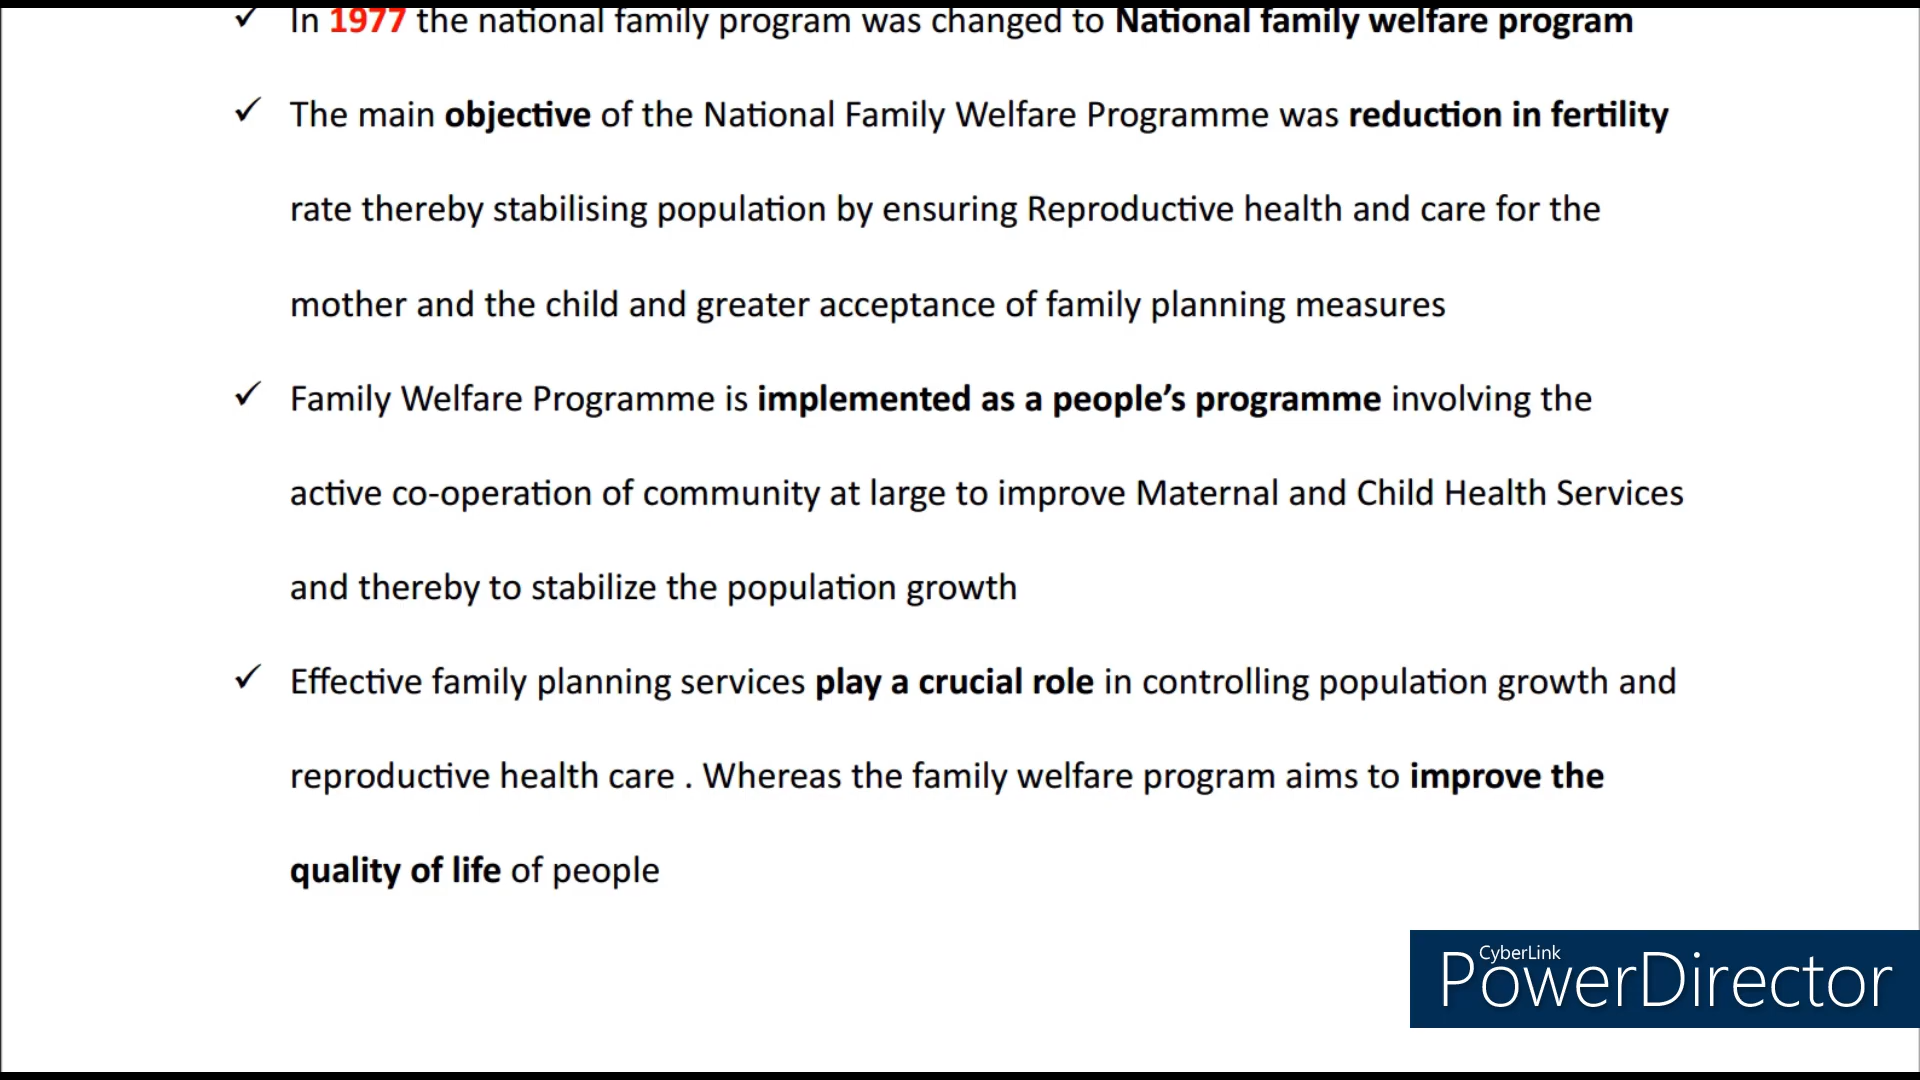 ✓ In 1977 the national family program was changed to National family welfare program
✓ The main objective of the National Family Welfare Programme was reduction in fertility
rate thereby stabilising population by ensuring Reproductive health and care for the
mother and the child and greater acceptance of family planning measures
✓ Family Welfare Programme is implemented as a people’s programme involving the
active co-operation of community at large to improve Maternal and Child Health Services
and thereby to stabilize the population growth
✓ Effective family planning services play a crucial role in controlling population growth and
reproductive health care . Whereas the family welfare program aims to improve the
quality of life of people
CyberLink
PowerDirector